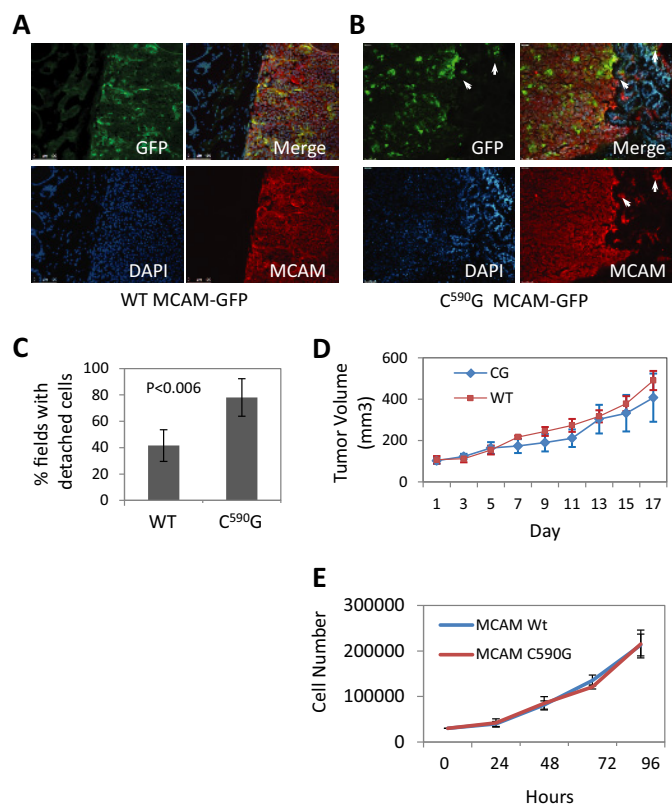 A
B
GFP
Merge
GFP
Merge
DAPI
MCAM
DAPI
MCAM
WT MCAM-GFP
C⁵⁹⁰G MCAM-GFP
C
D
% fields with
detached cells
100
80
60
40
20
0
P<0.006
WT
C⁵⁹⁰G
Tumor Volume
(mm3)
600
400
200
0
CG
WT
1 3 5 7 9 11 13 15 17
Day
E
Cell Number
300000
200000
100000
0
MCAM Wt
MCAM C590G
0 24 48 72 96
Hours